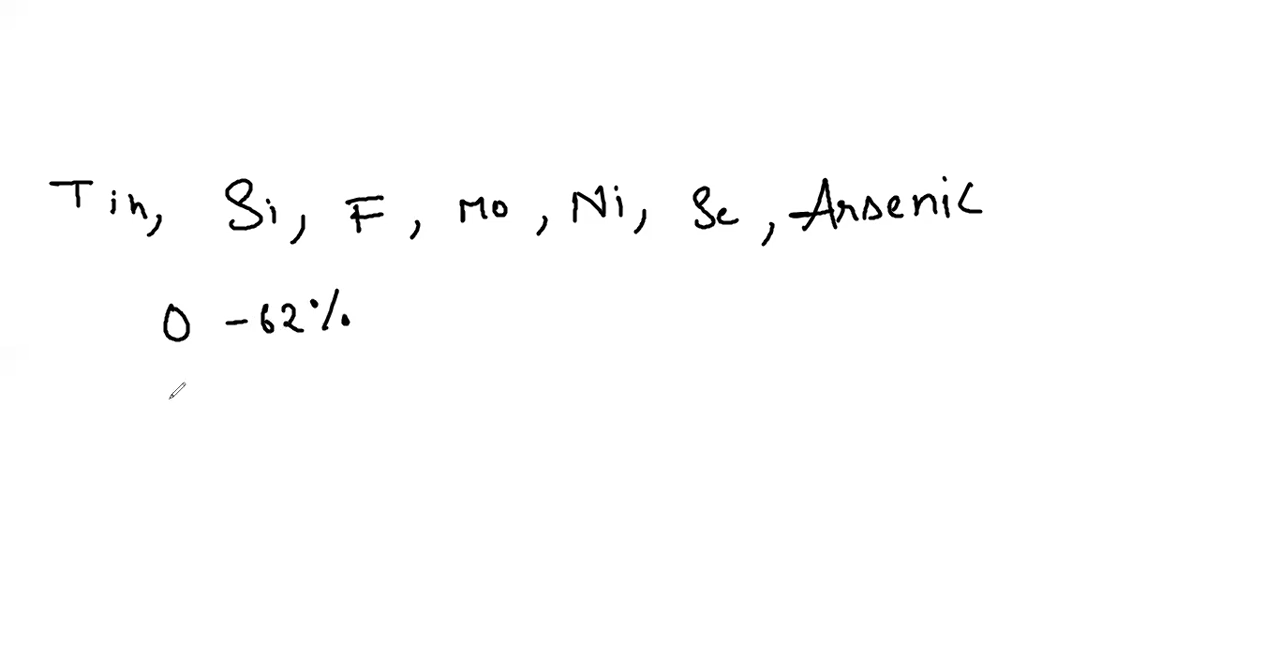 Tin, Si, F, Mo, Ni, Se, Arsenic
O - 62%